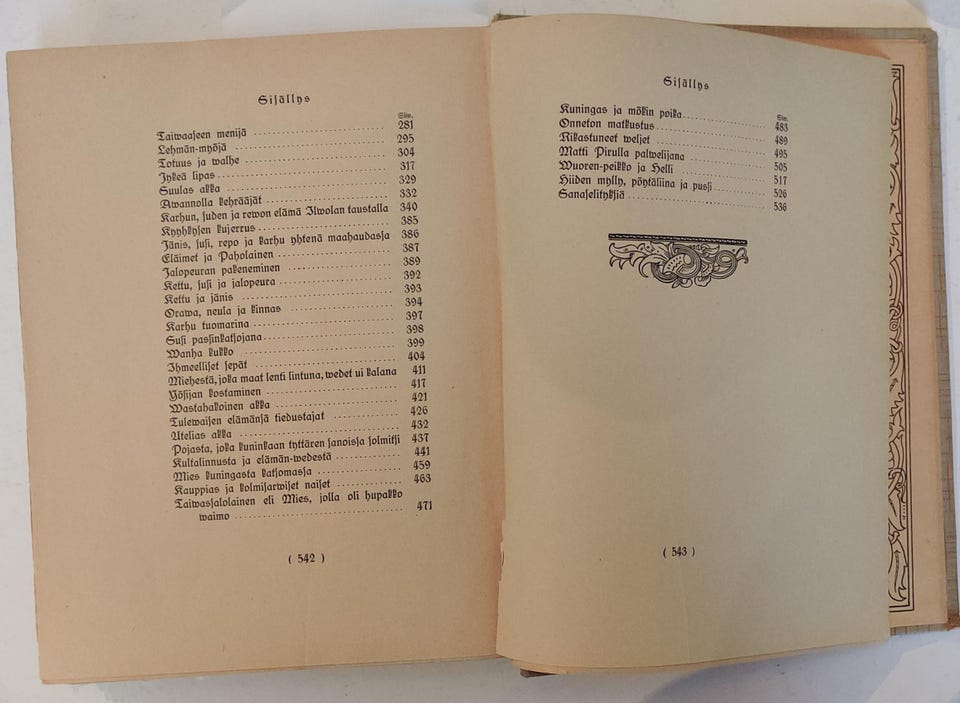 Sisällys
Siw.
Taiwaaseen menijä 281
Lehmän-myöjä 295
Totuus ja walhe 304
Jykeä lipas 317
Suulas akka 329
Awannolla kehrääjät 332
Karhun, suden ja rewon elämä Ilwolan taustalla 340
Kyyhkysen kujerrus 385
Jänis, susi, repo ja karhu yhtenä maahaudassa 386
Eläimet ja Paholainen 387
Jalopeuran pakeneminen 389
Kettu, susi ja jalopeura 392
Kettu ja jänis 393
Orawa, neula ja kinnas 394
Karhu tuomarina 397
Susi passinkatsojana 398
Wanha kukko 399
Ihmeelliset sepät 404
Miehestä, joka maat lenti lintuna, wedet ui kalana 411
Yösijan kostaminen 417
Wastahakoinen akka 421
Tulewaisen elämänsä tiedustajat 426
Utelias akka 432
Pojasta, joka kuninkaan tyttären sanoissa solmitsi 437
Kultalinnusta ja elämän-wedestä 441
Mies kuningasta katsomassa 459
Kauppias ja kolmisarwiset naiset 463
Taiwassalolainen eli Mies, jolla oli hupakko
waimo 471
( 542 )
Sisällys
Siw.
Kuningas ja mökin poika 483
Onneton matkustus 489
Rikastuneet weljet 495
Matti Pirulla palwelijana 505
Wuoren-peikko ja Helli 517
Hiiden mylly, pöytäliina ja pussi 526
Sanaselityksiä 536
( 543 )